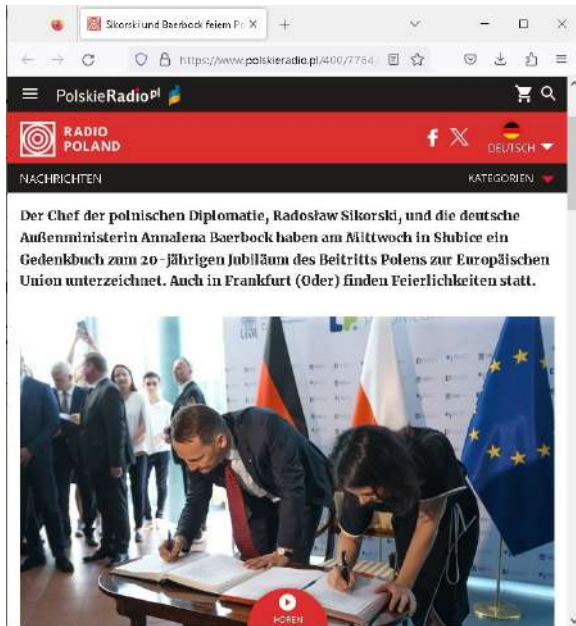 Sikorski und Baerbock feiern P
https://www.polskieradio.pl/400/7764
PolskieRadio.pl
RADIO
POLAND
DEUTSCH
NACHRICHTEN
KATEGORIEN
Der Chef der polnischen Diplomatie, Radosław Sikorski, und die deutsche
Außenministerin Annalena Baerbock haben am Mittwoch in Słubice ein
Gedenkbuch zum 20-jährigen Jubiläum des Beitritts Polens zur Europäischen
Union unterzeichnet. Auch in Frankfurt (Oder) finden Feierlichkeiten statt.
HÖREN